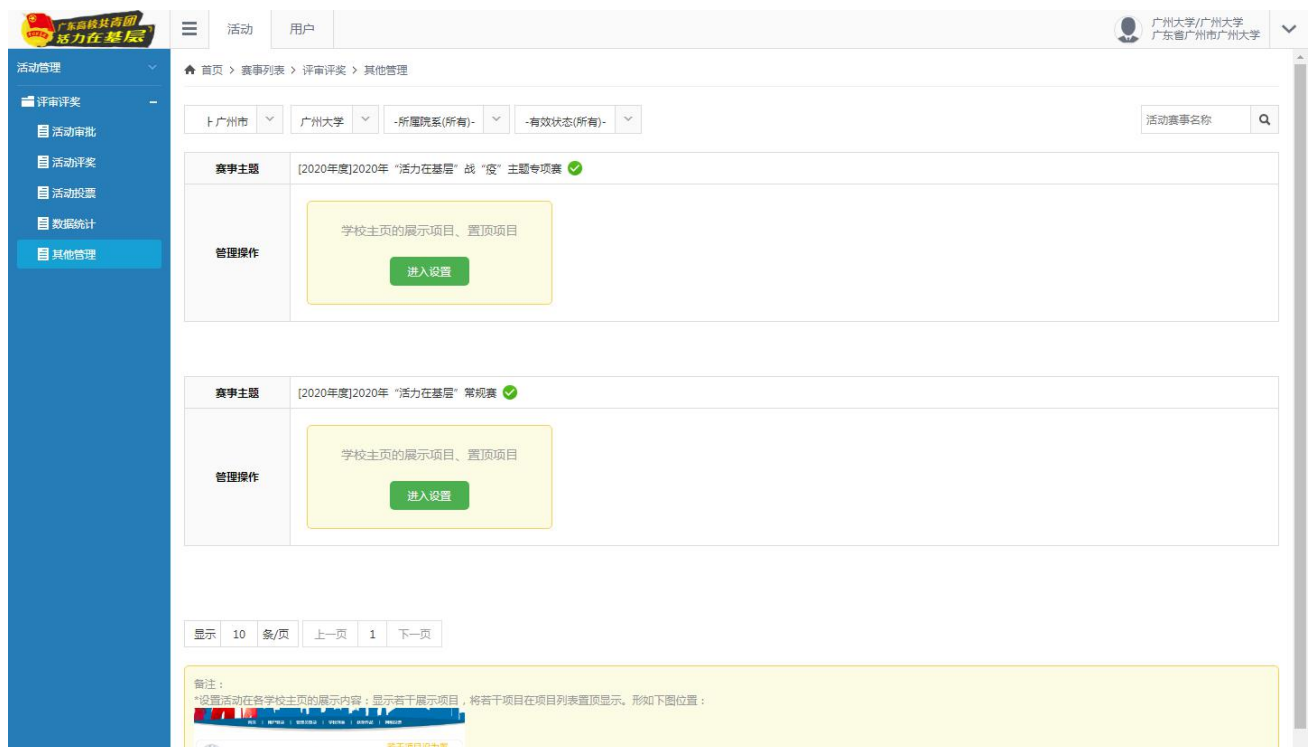 广东高校共青团
活力在基层
活动
用户
广州大学/广州大学
广东省广州市广州大学
活动管理
首页 > 赛事列表 > 评审评奖 > 其他管理
评审评奖
活动审批
活动评奖
活动投票
数据统计
其他管理
├ 广州市
广州大学
-所属院系(所有)-
-有效状态(所有)-
活动赛事名称
赛事主题
[2020年度]2020年“活力在基层”战“疫”主题专项赛
管理操作
学校主页的展示项目、置顶项目
进入设置
赛事主题
[2020年度]2020年“活力在基层”常规赛
管理操作
学校主页的展示项目、置顶项目
进入设置
显示 10 条/页 上一页 1 下一页
备注：
*设置活动在各学校主页的展示内容：显示若干展示项目，将若干项目在项目列表置顶显示。形如下图位置：